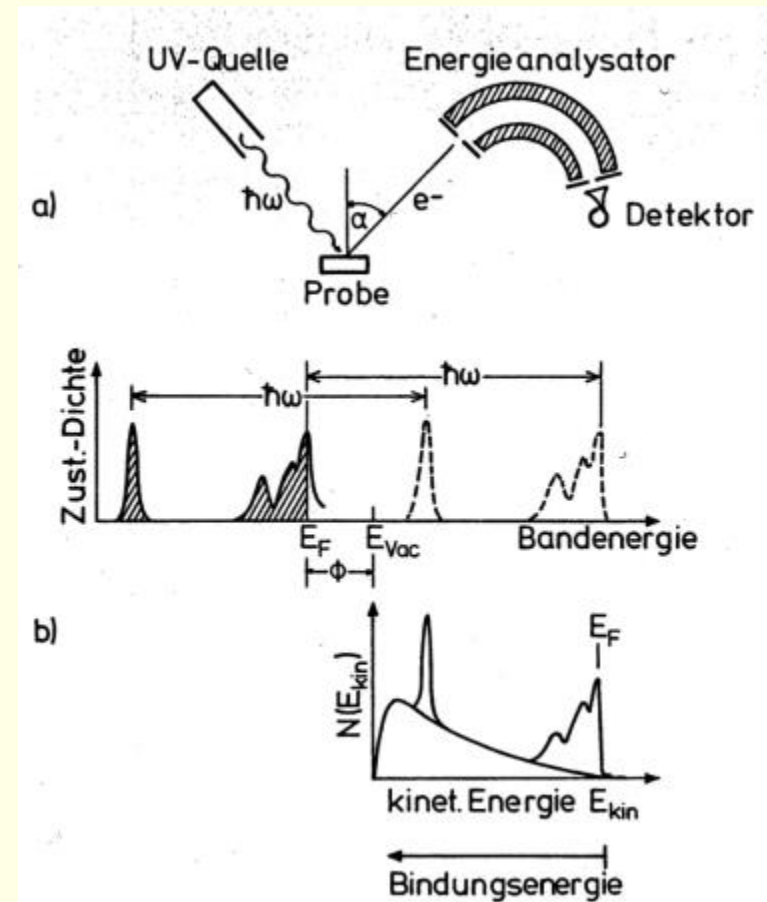 UV-Quelle
Energieanalysator
a)
ħω
α
e-
Detektor
Probe
Zust.-Dichte
ħω
ħω
E_F
E_Vac
Bandenergie
Φ
b)
N(E_kin)
E_F
kinet. Energie E_kin
Bindungsenergie